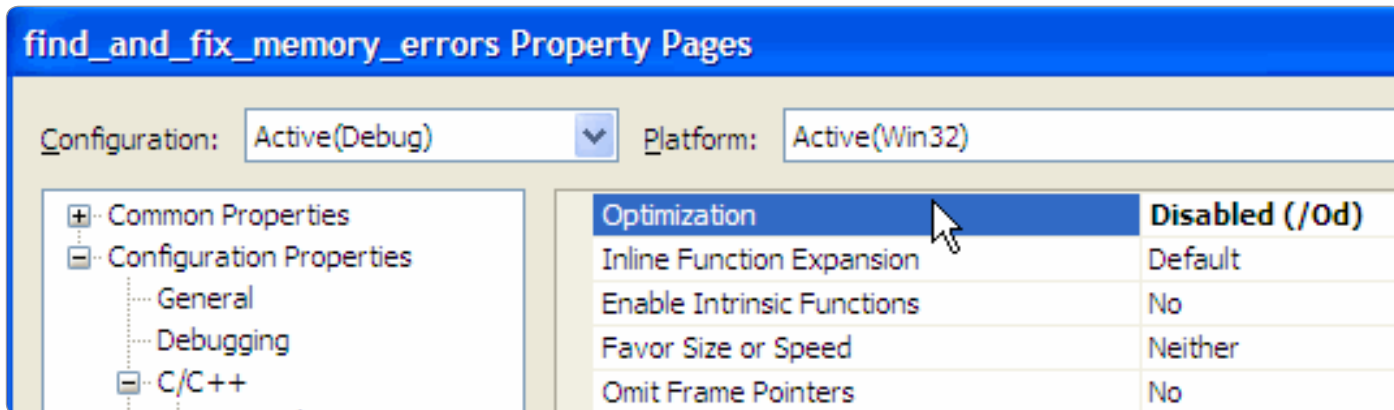 find_and_fix_memory_errors Property Pages
Configuration: Active(Debug) Platform: Active(Win32)
Common Properties
Configuration Properties
General
Debugging
C/C++
Optimization Disabled (/Od)
Inline Function Expansion Default
Enable Intrinsic Functions No
Favor Size or Speed Neither
Omit Frame Pointers No